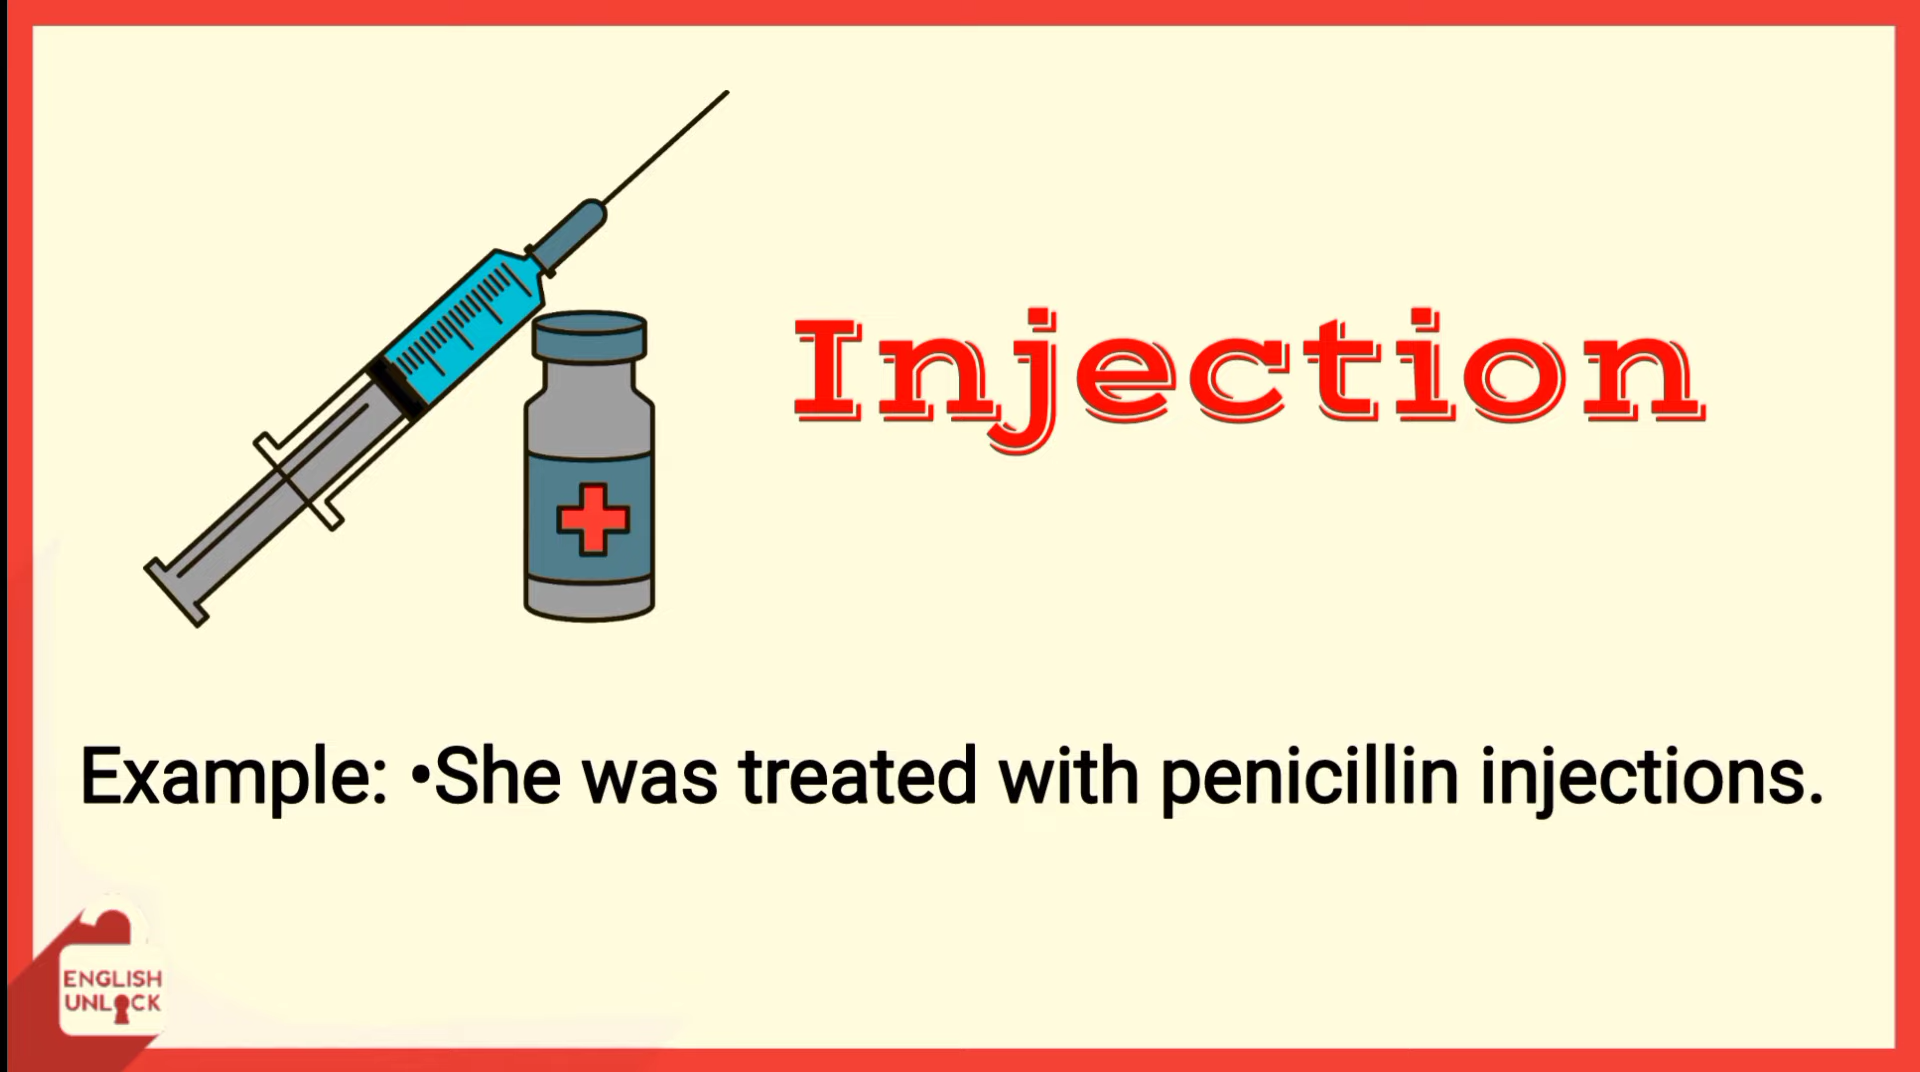 Injection
Example: •She was treated with penicillin injections.
ENGLISH
UNLOCK